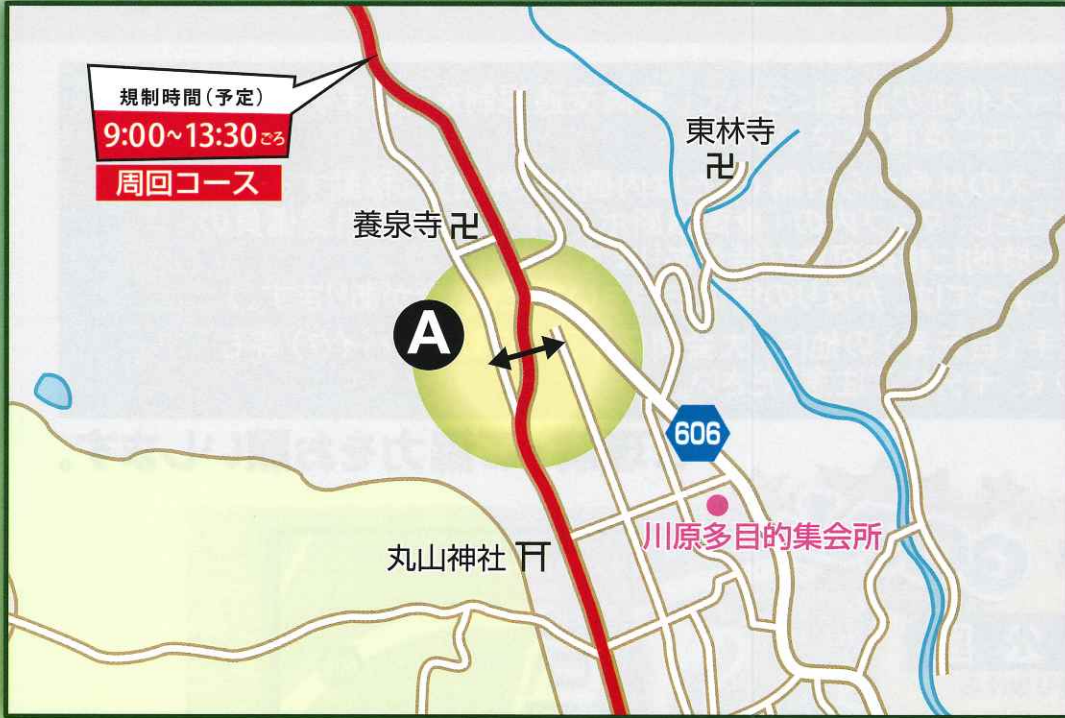 規制時間(予定)
9:00~13:30ごろ
周回コース
東林寺
養泉寺
A
606
川原多目的集会所
丸山神社